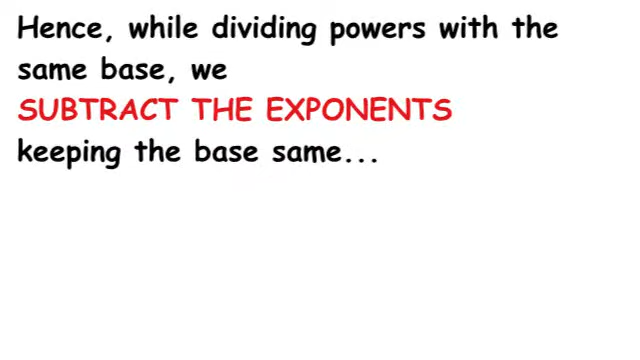 Hence, while dividing powers with the
same base, we
SUBTRACT THE EXPONENTS
keeping the base same...